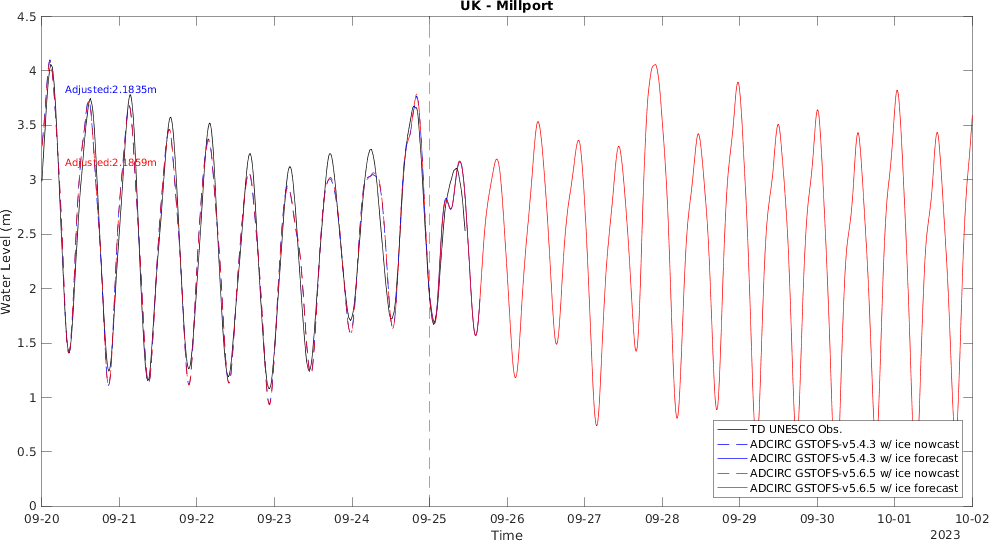 UK - Millport
4.5
4
3.5
3
2.5
2
1.5
1
0.5
0
Water Level (m)
Adjusted:2.1835m
Adjusted:2.1859m
TD UNESCO Obs.
ADCIRC GSTOFS-v5.4.3 w/ ice nowcast
ADCIRC GSTOFS-v5.4.3 w/ ice forecast
ADCIRC GSTOFS-v5.6.5 w/ ice nowcast
ADCIRC GSTOFS-v5.6.5 w/ ice forecast
09-20 09-21 09-22 09-23 09-24 09-25 09-26 09-27 09-28 09-29 09-30 10-01 10-02
Time
2023